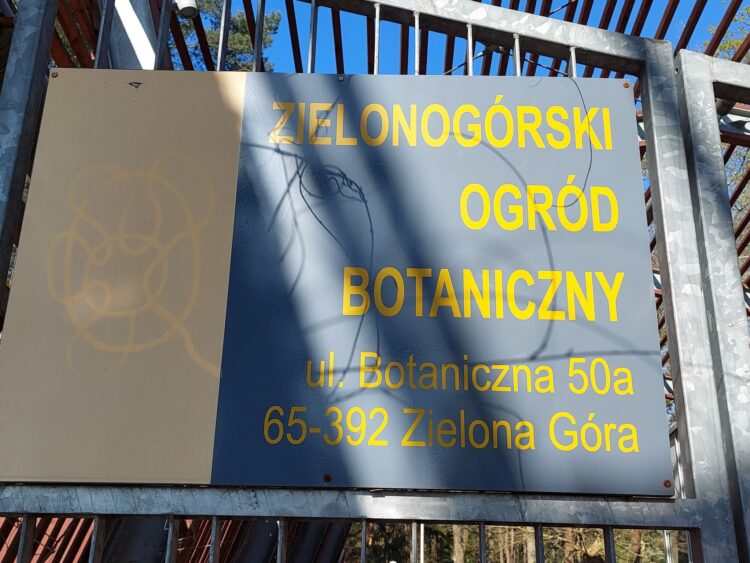 ZIELONOGÓRSKI
OGRÓD
BOTANICZNY
ul. Botaniczna 50a
65-392 Zielona Góra